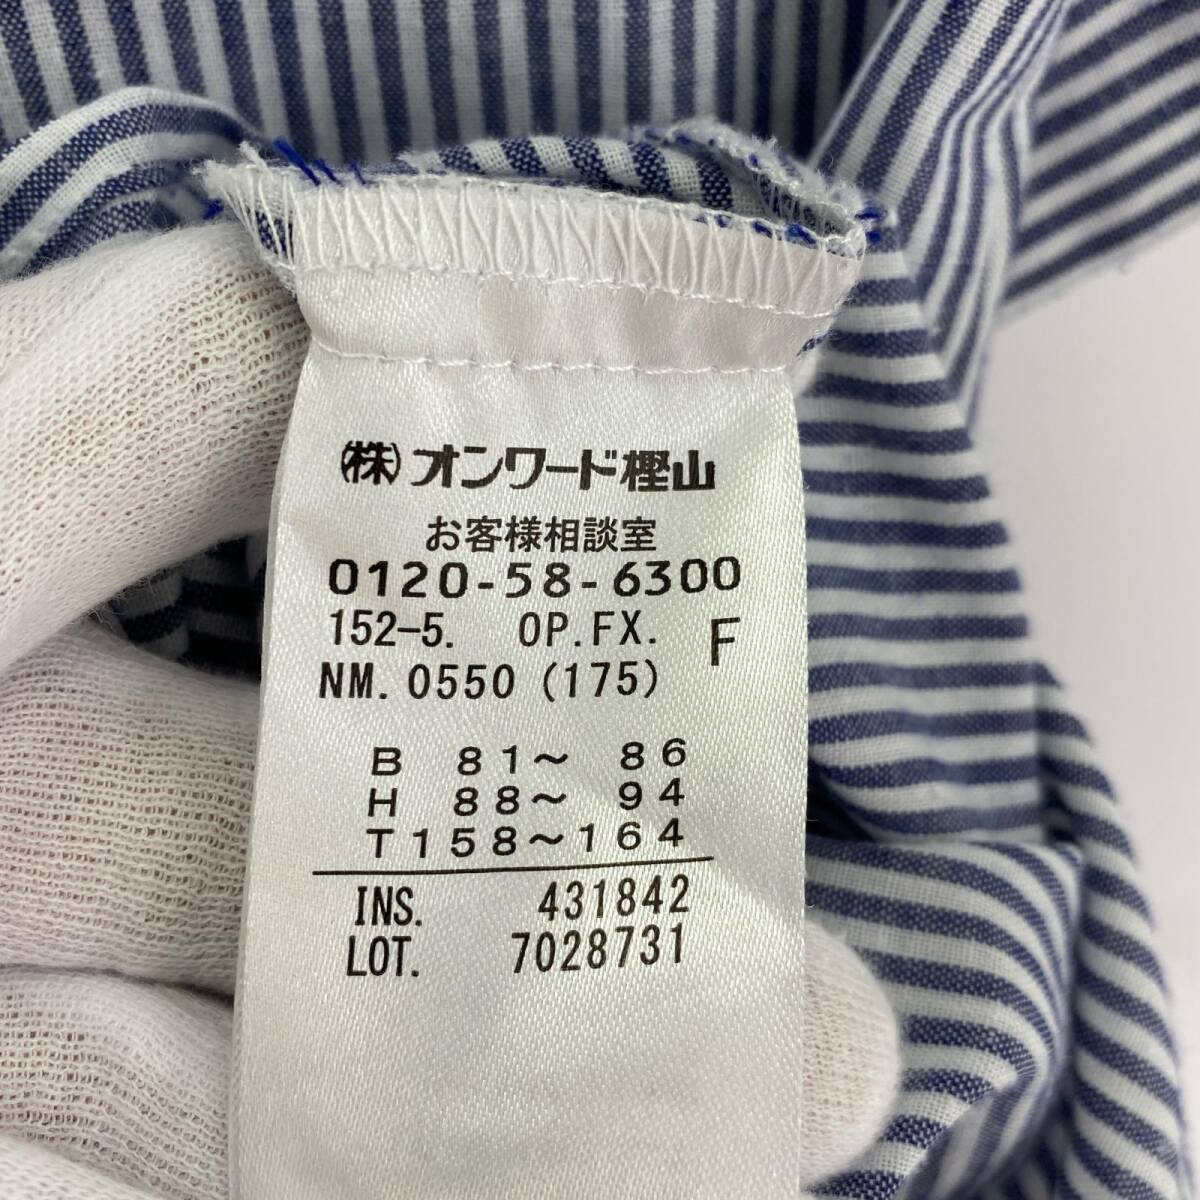 (株)オンワード樫山
お客様相談室
0120-58-6300
152-5. OP.FX. F
NM. 0550 (175)
B 81~ 86
H 88~ 94
T158~164
INS. 431842
LOT. 7028731